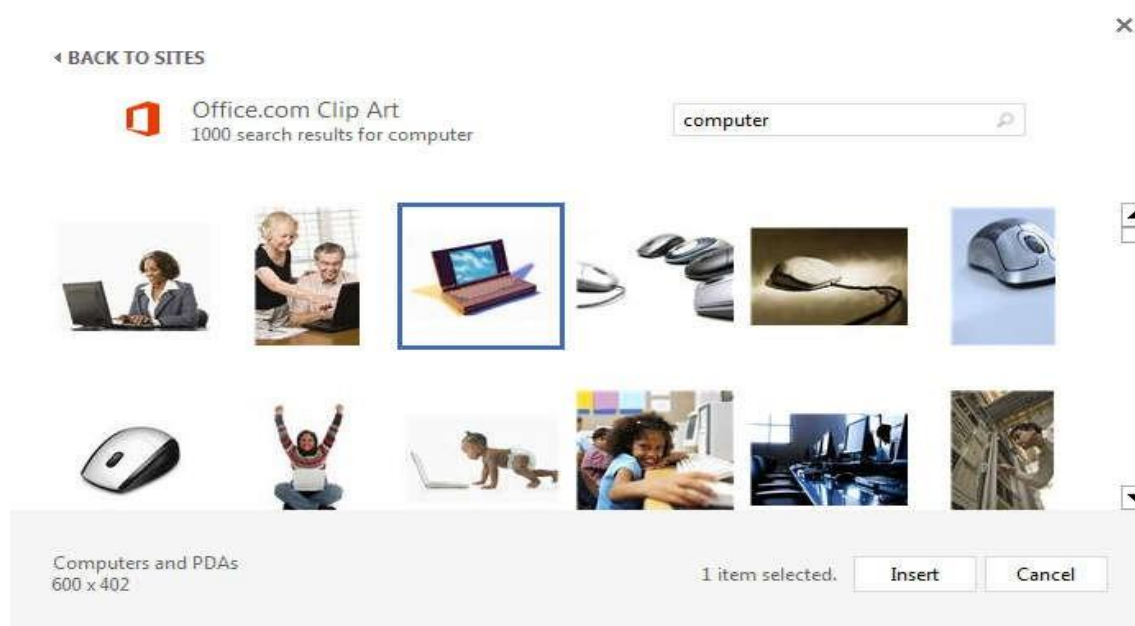 BACK TO SITES
Office.com Clip Art
1000 search results for computer
computer
Computers and PDAs
600 x 402
1 item selected.
Insert
Cancel